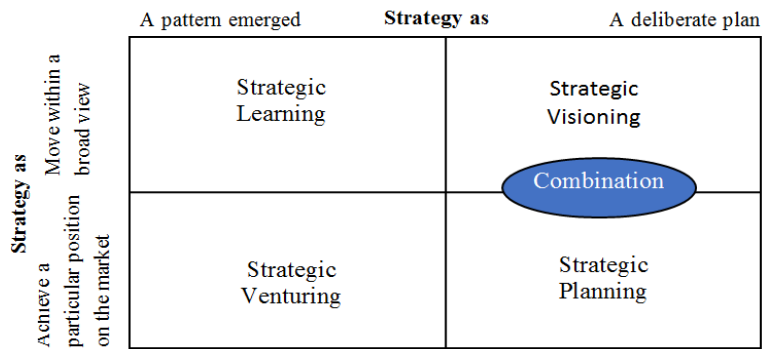 A pattern emerged
Strategy as
A deliberate plan
Strategy as
Move within a
broad view
Achieve a
particular position
on the market
Strategic
Learning
Strategic
Visioning
Combination
Strategic
Venturing
Strategic
Planning